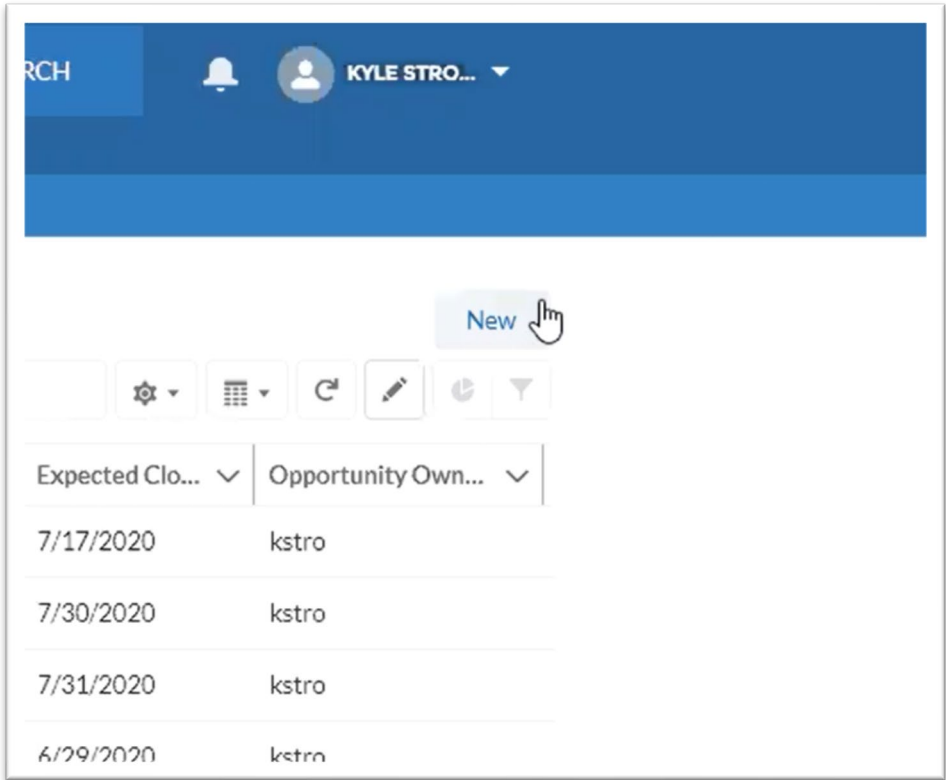 RCH KYLE STRO...
New
Expected Clo... Opportunity Own...
7/17/2020 kstro
7/30/2020 kstro
7/31/2020 kstro
6/29/2020 kstro